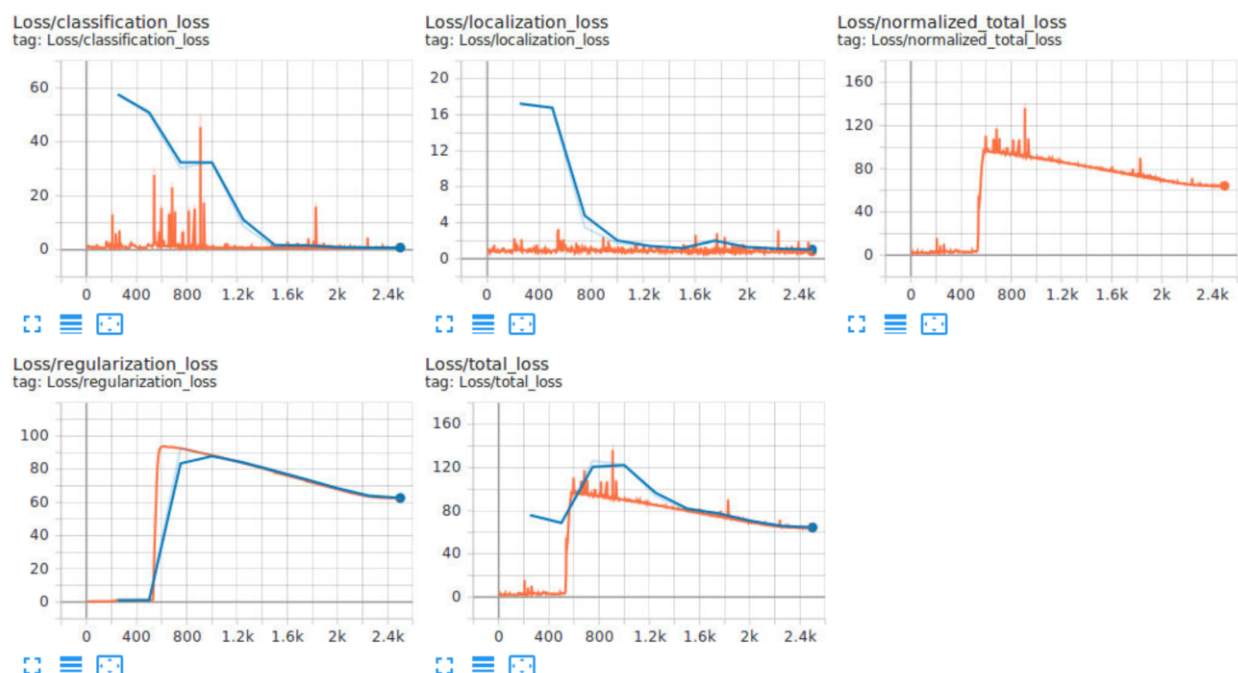 Loss/classification_loss
tag: Loss/classification_loss
60
40
20
0
0 400 800 1.2k 1.6k 2k 2.4k
Loss/localization_loss
tag: Loss/localization_loss
20
16
12
8
4
0
0 400 800 1.2k 1.6k 2k 2.4k
Loss/normalized_total_loss
tag: Loss/normalized_total_loss
160
120
80
40
0
0 400 800 1.2k 1.6k 2k 2.4k
Loss/regularization_loss
tag: Loss/regularization_loss
100
80
60
40
20
0
0 400 800 1.2k 1.6k 2k 2.4k
Loss/total_loss
tag: Loss/total_loss
160
120
80
40
0
0 400 800 1.2k 1.6k 2k 2.4k